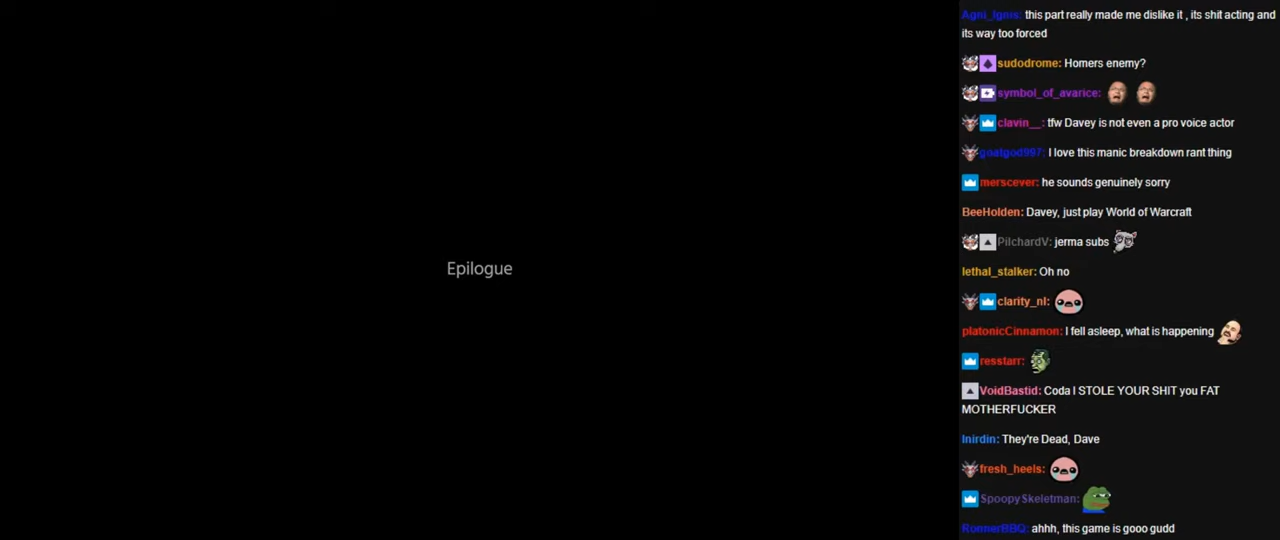 Epilogue
Agni_Ignis: this part really made me dislike it , its shit acting and
its way too forced
sudodrome: Homers enemy?
symbol_of_avarice:
clavin__: tfw Davey is not even a pro voice actor
goatgod997: I love this manic breakdown rant thing
merscever: he sounds genuinely sorry
BeeHolden: Davey, just play World of Warcraft
PilchardV: jerma subs
lethal_stalker: Oh no
clarity_nl:
platonicCinnamon: I fell asleep, what is happening
resstarr:
VoidBastid: Coda I STOLE YOUR SHIT you FAT
MOTHERFUCKER
Inirdin: They're Dead, Dave
fresh_heels:
SpoopySkeletman:
RonnerBBQ: ahhh, this game is gooo gudd